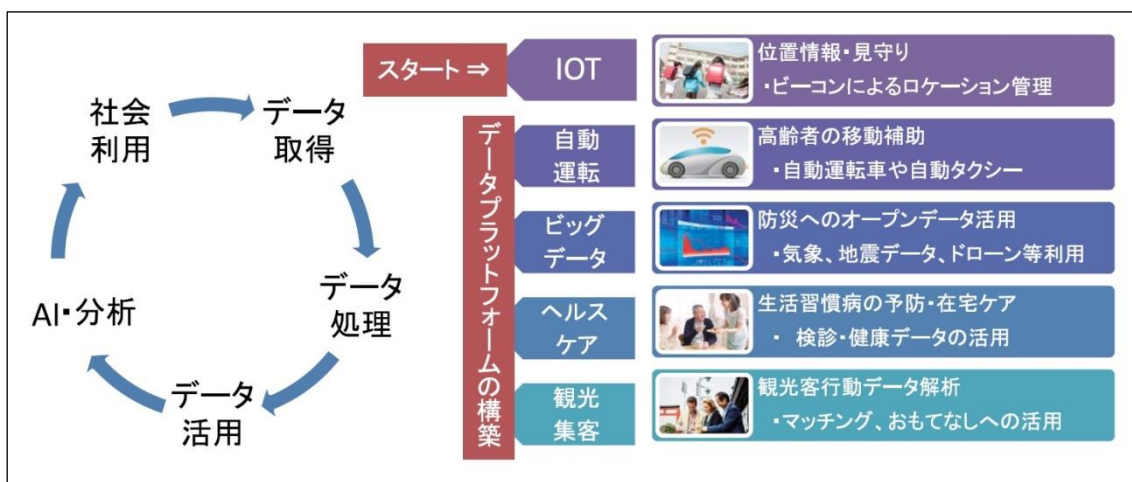 社会
利用
データ
取得
データ
処理
データ
活用
AI・分析
スタート ⇒
データプラットフォームの構築
IOT
位置情報・見守り
・ビーコンによるロケーション管理
自動
運転
高齢者の移動補助
・自動運転車や自動タクシー
ビッグ
データ
防災へのオープンデータ活用
・気象、地震データ、ドローン等利用
ヘルス
ケア
生活習慣病の予防・在宅ケア
・ 検診・健康データの活用
観光
集客
観光客行動データ解析
・マッチング、おもてなしへの活用